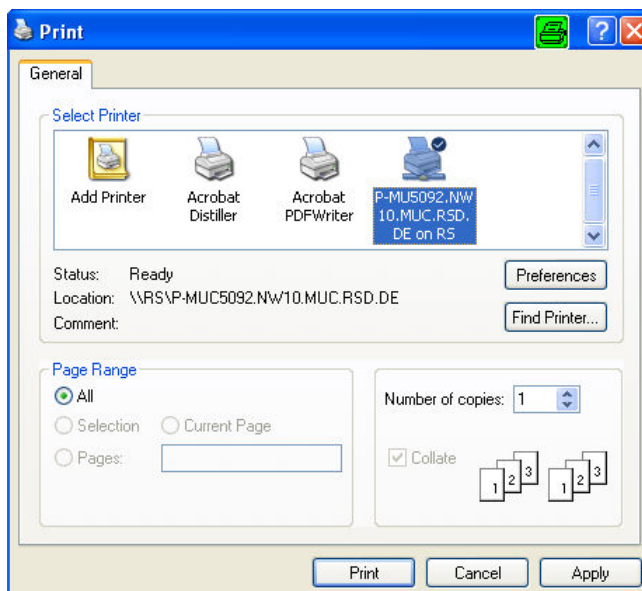 Print
?
General
Select Printer
Add Printer
Acrobat
Distiller
Acrobat
PDFWriter
P-MU5092.NW
10.MUC.RSD.
DE on RS
Status: Ready
Location: \\RS\P-MUC5092.NW10.MUC.RSD.DE
Comment:
Preferences
Find Printer...
Page Range
All
Selection Current Page
Pages:
Number of copies: 1
Collate
1 2 3 1 2 3
Print Cancel Apply